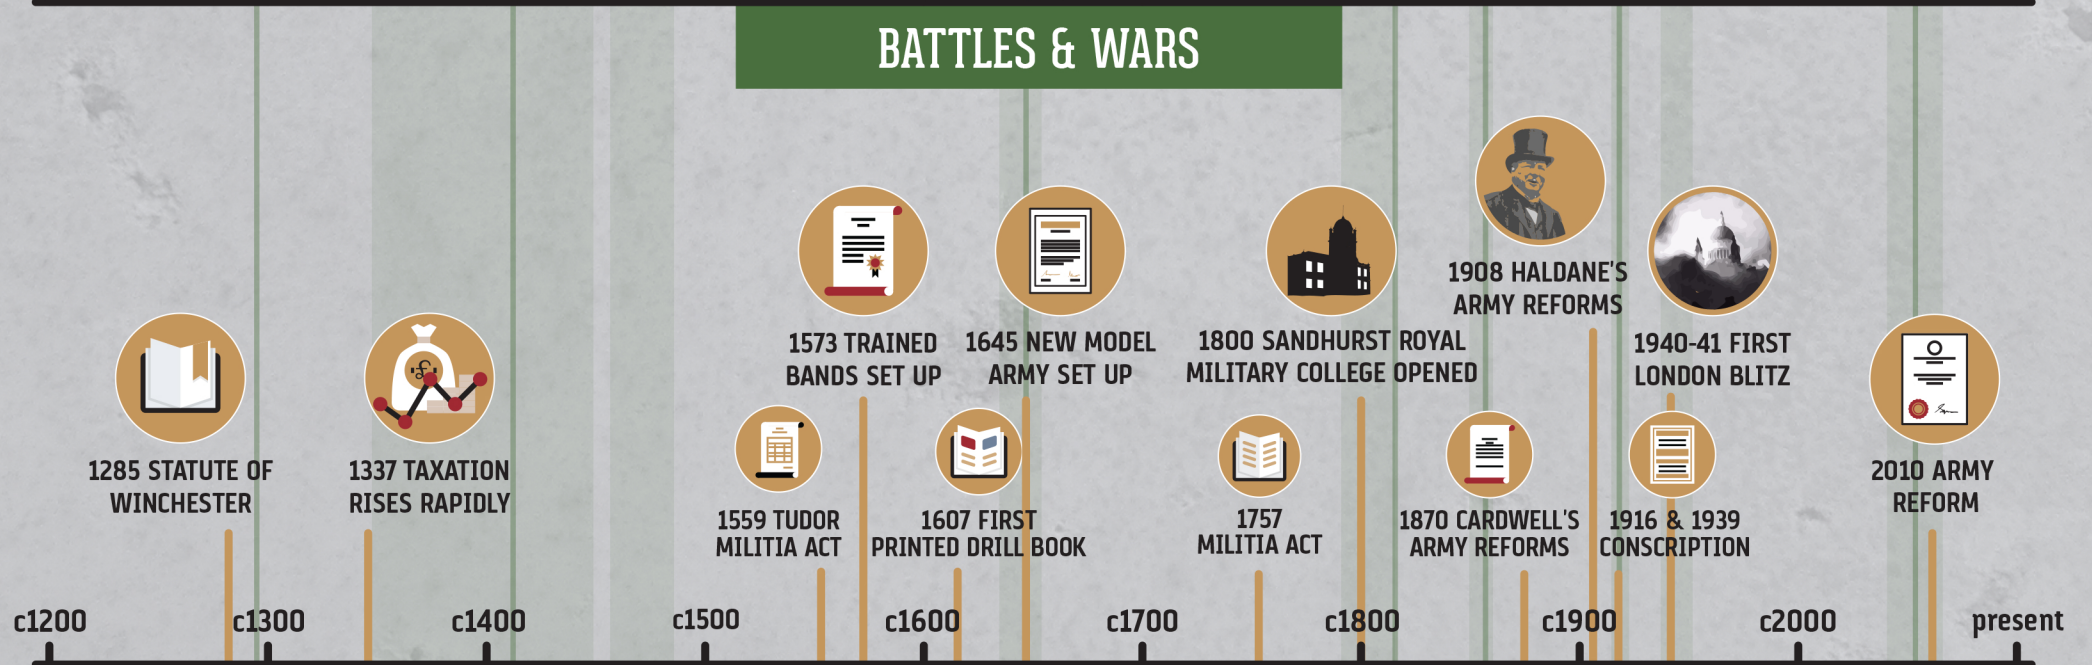 BATTLES & WARS
1908 HALDANE'S
ARMY REFORMS
1573 TRAINED
BANDS SET UP
1645 NEW MODEL
ARMY SET UP
1800 SANDHURST ROYAL
MILITARY COLLEGE OPENED
1940-41 FIRST
LONDON BLITZ
1285 STATUTE OF
WINCHESTER
£
1337 TAXATION
RISES RAPIDLY
2010 ARMY
REFORM
1559 TUDOR
MILITIA ACT
1607 FIRST
PRINTED DRILL BOOK
1757
MILITIA ACT
1870 CARDWELL'S
ARMY REFORMS
1916 & 1939
CONSCRIPTION
c1200
c1300
c1400
c1500
c1600
c1700
c1800
c1900
c2000
present